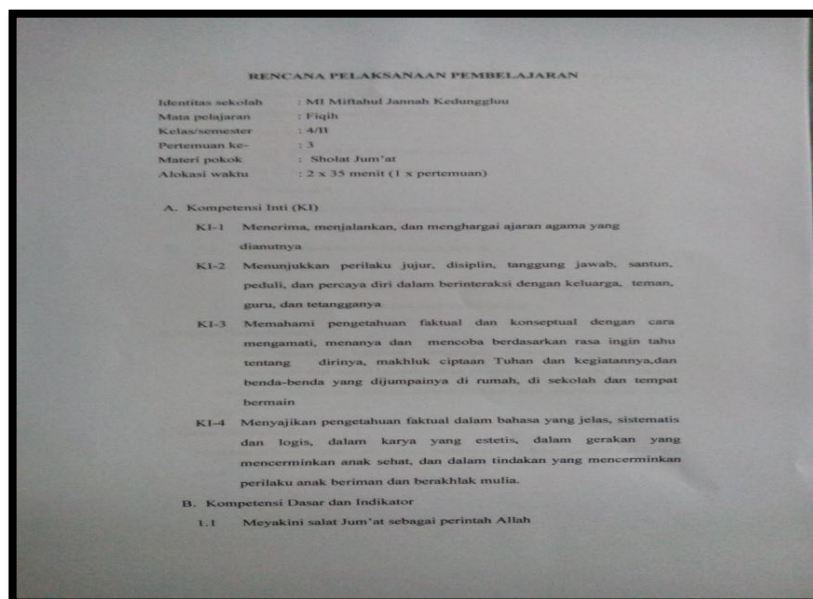 RENCANA PELAKSANAAN PEMBELAJARAN
Identitas sekolah : MI Miftahul Jannah Kedunggluu
Mata pelajaran : Fiqih
Kelas/semester : 4/II
Pertemuan ke- : 3
Materi pokok : Sholat Jum'at
Alokasi waktu : 2 x 35 menit (1 x pertemuan)
A. Kompetensi Inti (KI)
KI-1 Menerima, menjalankan, dan menghargai ajaran agama yang
dianutnya
KI-2 Menunjukkan perilaku jujur, disiplin, tanggung jawab, santun,
peduli, dan percaya diri dalam berinteraksi dengan keluarga, teman,
guru, dan tetangganya
KI-3 Memahami pengetahuan faktual dan konseptual dengan cara
mengamati, menanya dan mencoba berdasarkan rasa ingin tahu
tentang dirinya, makhluk ciptaan Tuhan dan kegiatannya,dan
benda-benda yang dijumpainya di rumah, di sekolah dan tempat
bermain
KI-4 Menyajikan pengetahuan faktual dalam bahasa yang jelas, sistematis
dan logis, dalam karya yang estetis, dalam gerakan yang
mencerminkan anak sehat, dan dalam tindakan yang mencerminkan
perilaku anak beriman dan berakhlak mulia.
B. Kompetensi Dasar dan Indikator
1.1 Meyakini salat Jum'at sebagai perintah Allah